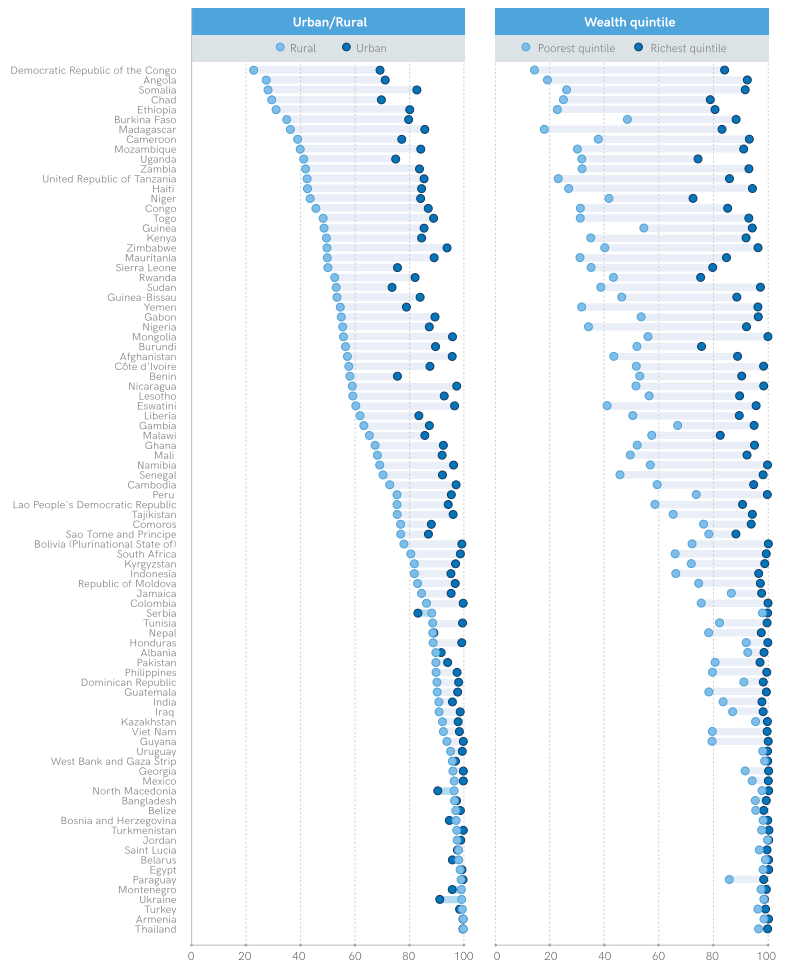 Urban/Rural
Wealth quintile
Rural
Urban
Poorest quintile
Richest quintile
Democratic Republic of the Congo
Angola
Somalia
Chad
Ethiopia
Burkina Faso
Madagascar
Cameroon
Mozambique
Uganda
Zambia
United Republic of Tanzania
Haiti
Niger
Congo
Togo
Guinea
Kenya
Zimbabwe
Mauritania
Sierra Leone
Rwanda
Sudan
Guinea-Bissau
Yemen
Gabon
Nigeria
Mongolia
Burundi
Afghanistan
Côte d'Ivoire
Benin
Nicaragua
Lesotho
Eswatini
Liberia
Gambia
Malawi
Ghana
Mali
Namibia
Senegal
Cambodia
Peru
Lao People's Democratic Republic
Tajikistan
Comoros
Sao Tome and Principe
Bolivia (Plurinational State of)
South Africa
Kyrgyzstan
Indonesia
Republic of Moldova
Jamaica
Colombia
Serbia
Tunisia
Nepal
Honduras
Albania
Pakistan
Philippines
Dominican Republic
Guatemala
India
Iraq
Kazakhstan
Viet Nam
Guyana
Uruguay
West Bank and Gaza Strip
Georgia
Mexico
North Macedonia
Bangladesh
Belize
Bosnia and Herzegovina
Turkmenistan
Jordan
Saint Lucia
Belarus
Egypt
Paraguay
Montenegro
Ukraine
Turkey
Armenia
Thailand
0 20 40 60 80 100
0 20 40 60 80 100